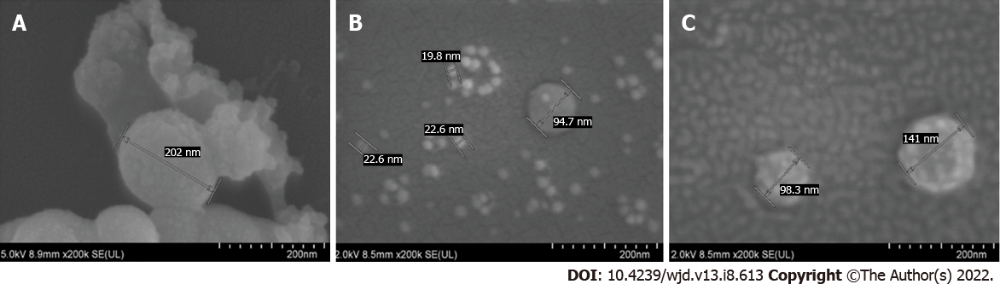 A
202 nm
5.0kV 8.9mm x200k SE(UL)
200nm
B
19.8 nm
94.7 nm
22.6 nm
22.6 nm
2.0kV 8.5mm x200k SE(UL)
200nm
C
141 nm
98.3 nm
2.0kV 8.5mm x200k SE(UL)
200nm
DOI: 10.4239/wjd.v13.i8.613 Copyright ©The Author(s) 2022.